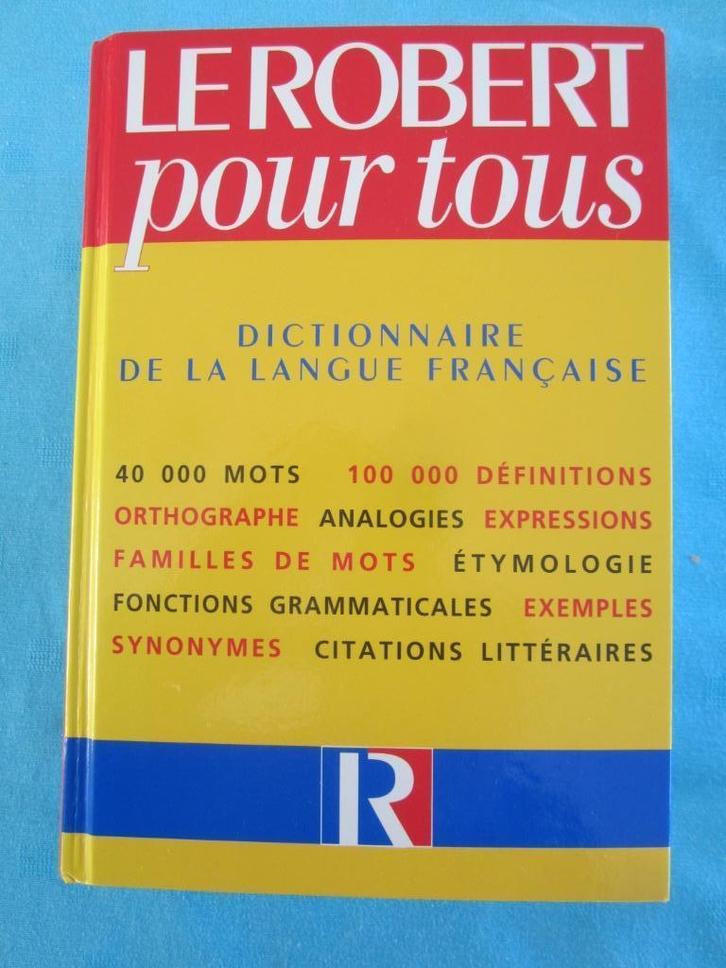 LE ROBERT
pour tous
DICTIONNAIRE
DE LA LANGUE FRANÇAISE
40 000 MOTS 100 000 DÉFINITIONS
ORTHOGRAPHE ANALOGIES EXPRESSIONS
FAMILLES DE MOTS ÉTYMOLOGIE
FONCTIONS GRAMMATICALES EXEMPLES
SYNONYMES CITATIONS LITTÉRAIRES
R